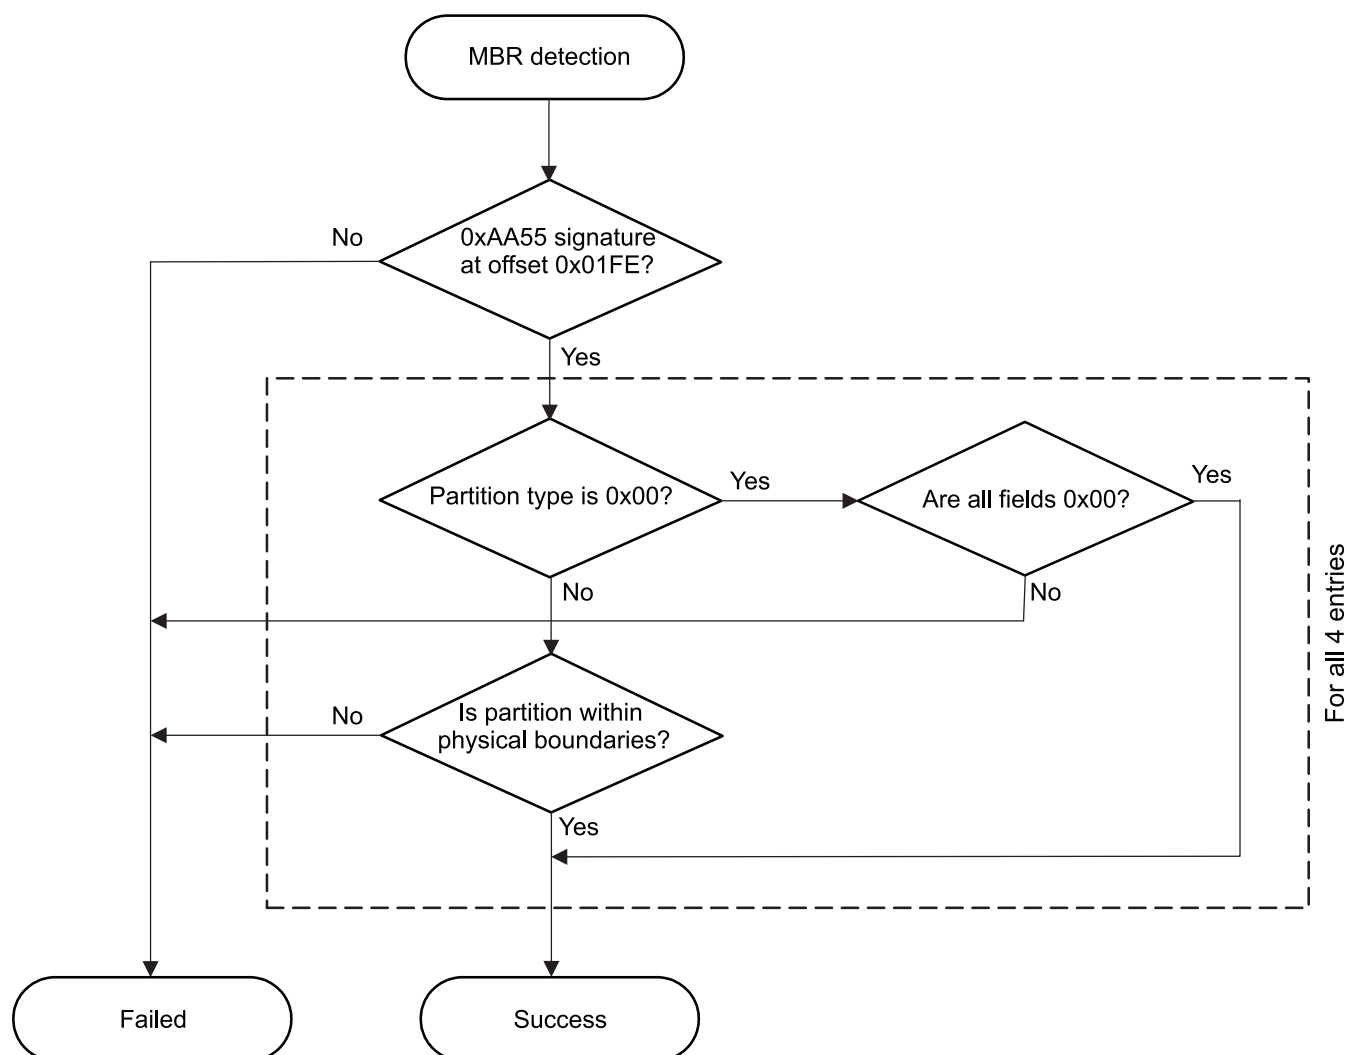 MBR detection
No
0xAA55 signature
at offset 0x01FE?
Yes
Partition type is 0x00?
Yes
Are all fields 0x00?
Yes
No
No
For all 4 entries
No
Is partition within
physical boundaries?
Yes
Failed
Success